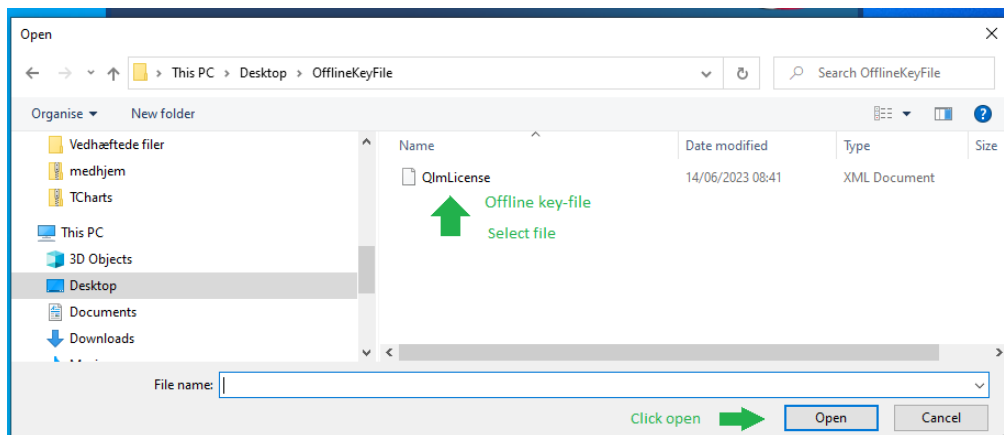 Open
This PC > Desktop > OfflineKeyFile
Search OfflineKeyFile
Organise
New folder
Vedhæftede filer
medhjem
TCharts
This PC
3D Objects
Desktop
Documents
Downloads
Name Date modified Type Size
QlmLicense 14/06/2023 08:41 XML Document
Offline key-file
Select file
File name:
Click open
Open
Cancel